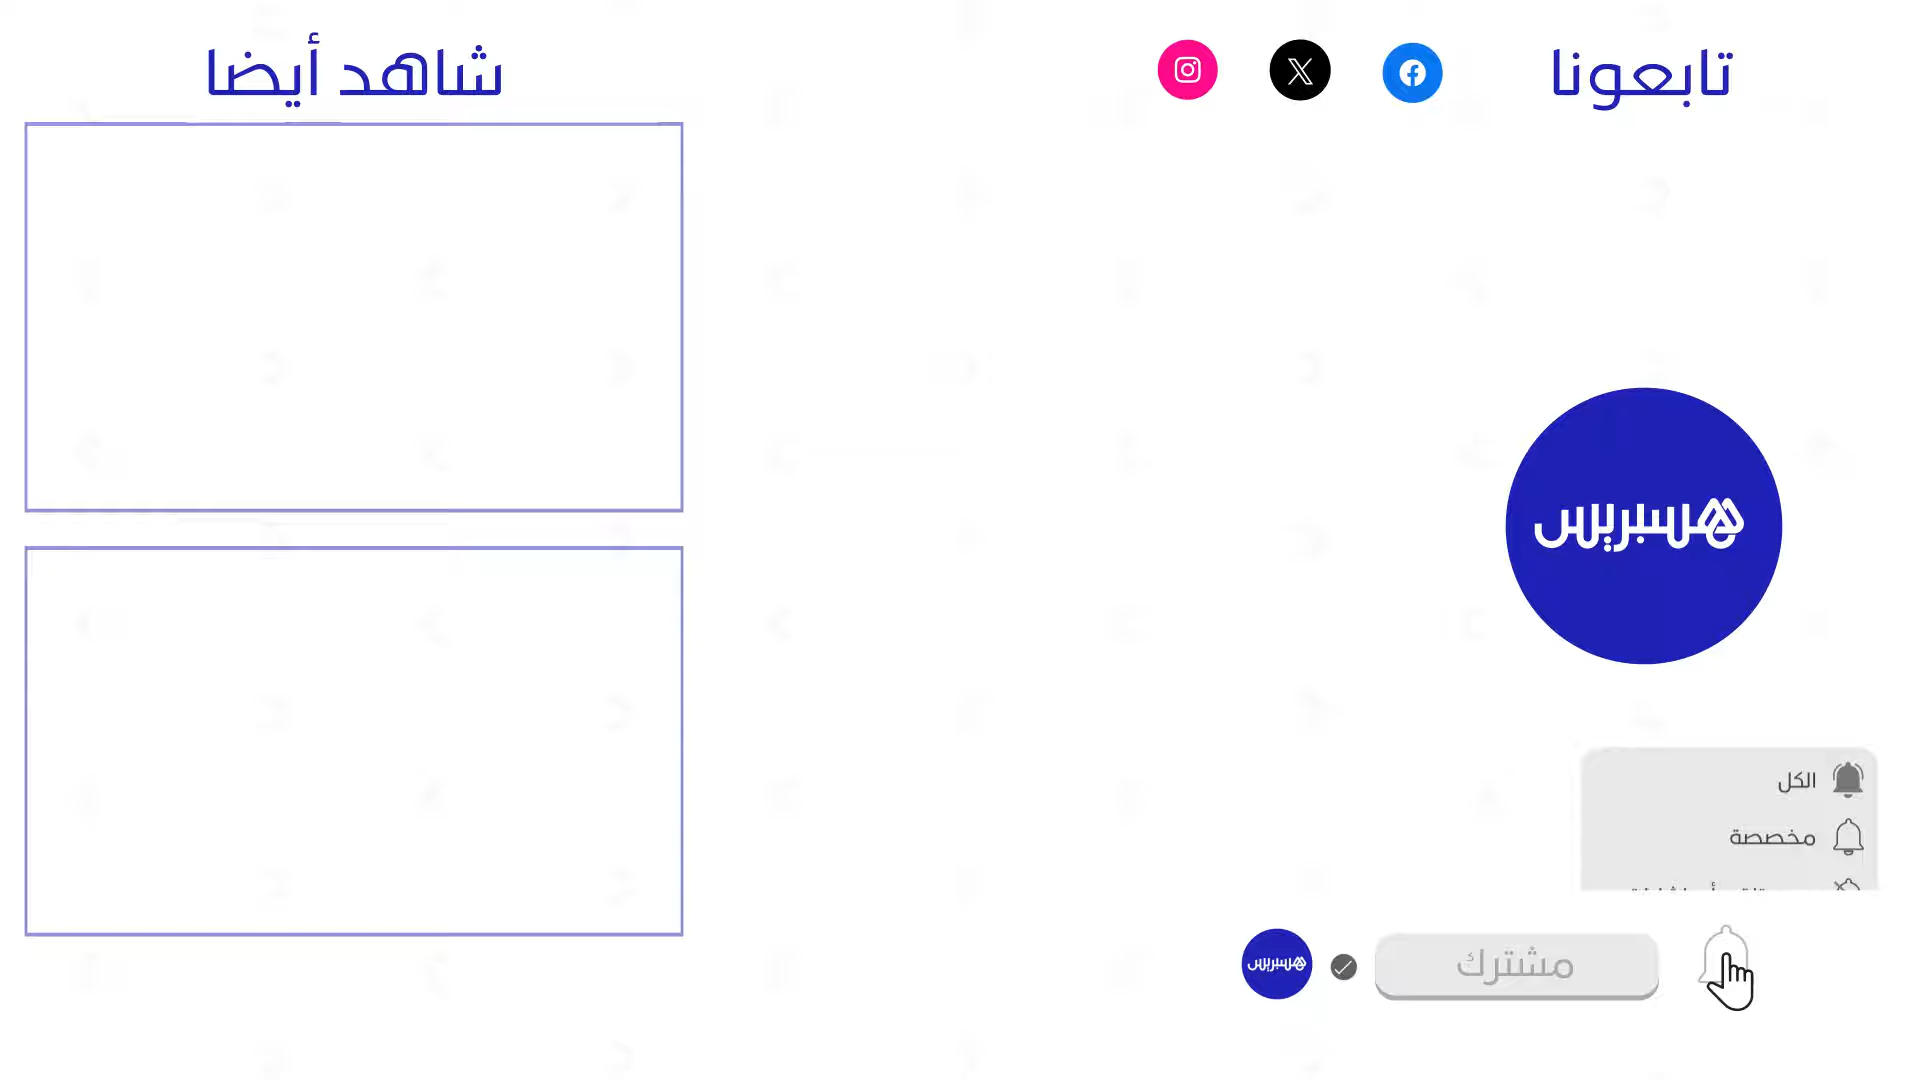 تابعونا
شاهد أيضا
هسبريس
الكل
مخصصة
هسبريس
مشترك